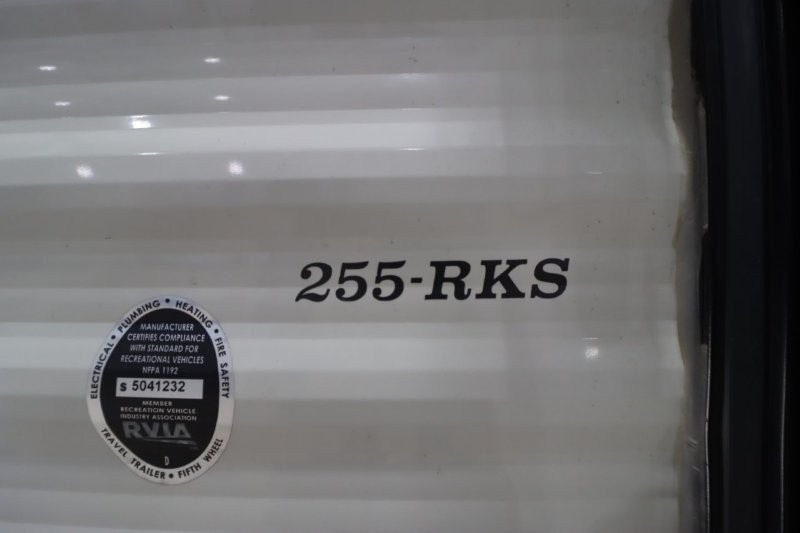 255-RKS
ELECTRICAL • PLUMBING • HEATING • FIRE SAFETY
MANUFACTURER
CERTIFIES COMPLIANCE
WITH STANDARD FOR
RECREATIONAL VEHICLES
NFPA 1192
S 5041232
MEMBER
RECREATION VEHICLE
INDUSTRY ASSOCIATION
RVIA
D
TRAVEL TRAILER • FIFTH WHEEL